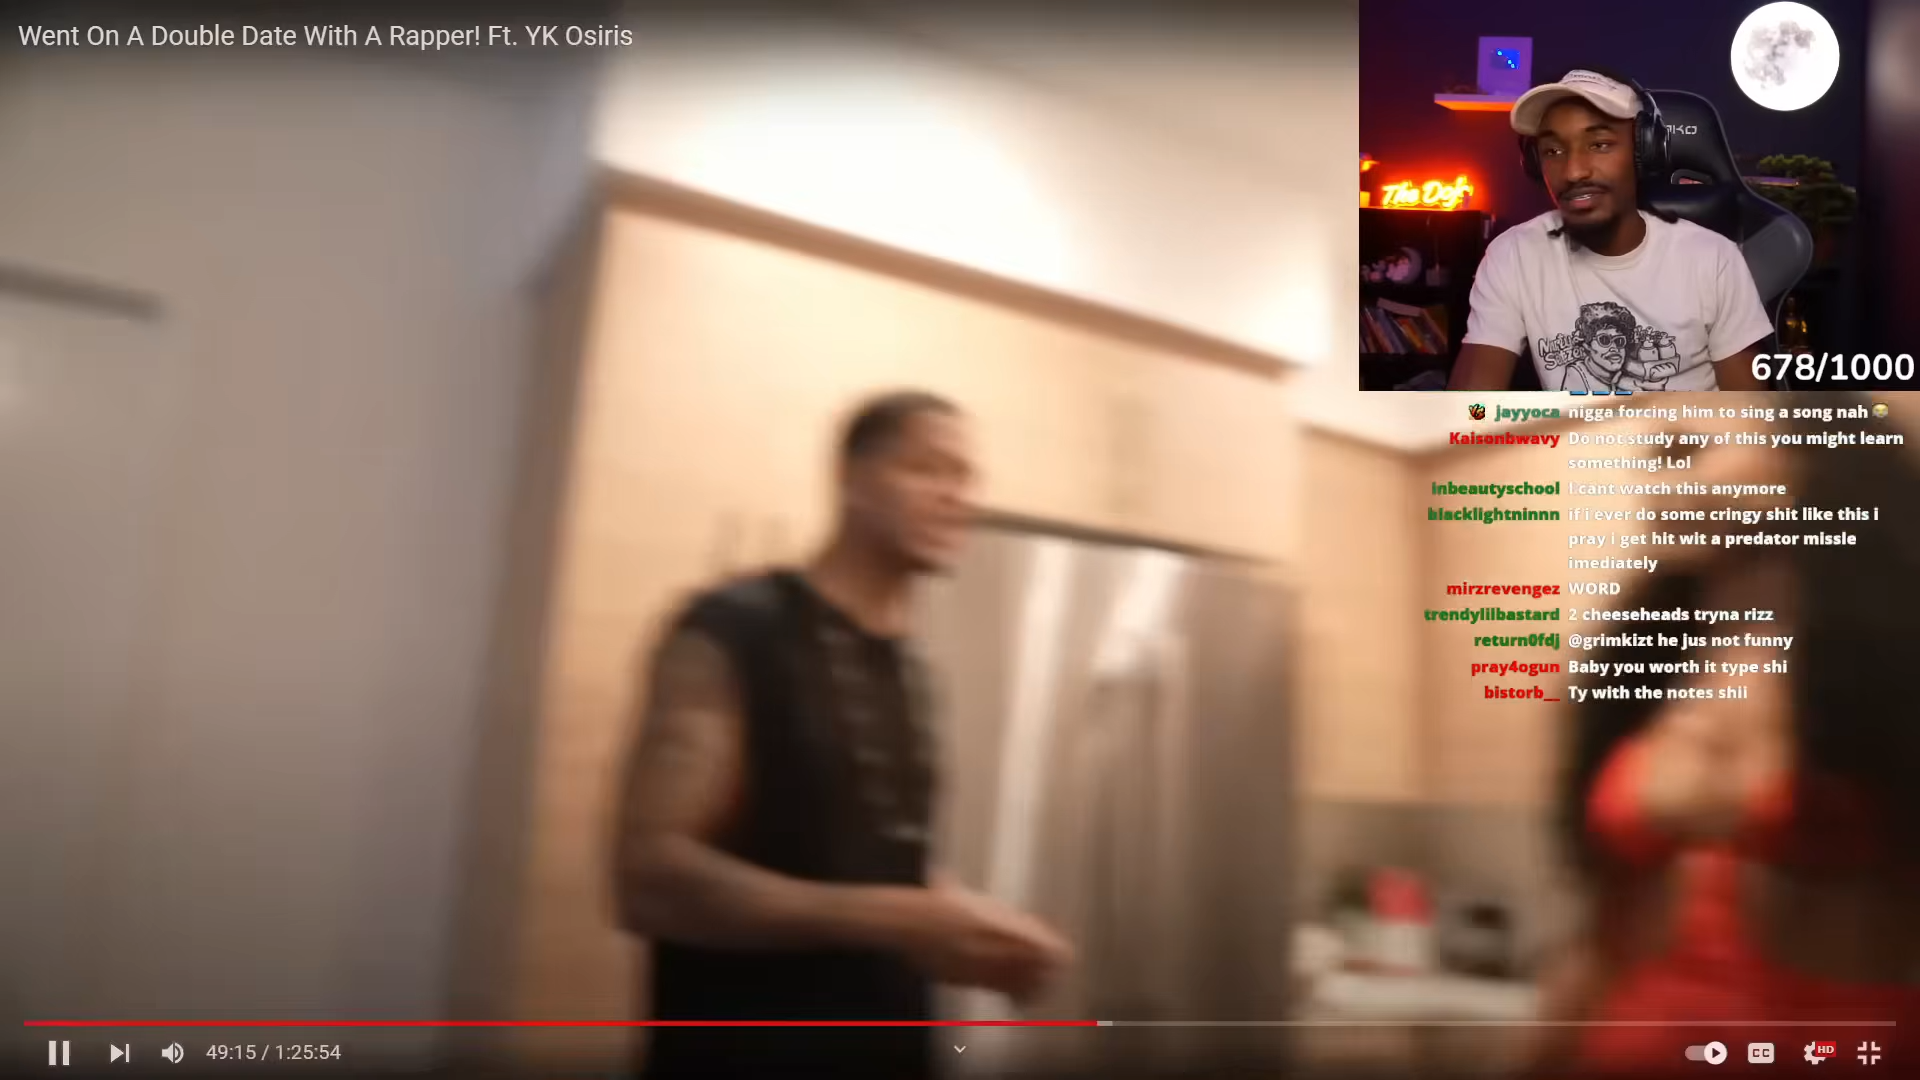 Went On A Double Date With A Rapper! Ft. YK Osiris
The Dojo
678/1000
jayyoca nigga forcing him to sing a song nah 😂
Kaisonbwavy Do not study any of this you might learn
something! Lol
inbeautyschool I cant watch this anymore
blacklightninnn if i ever do some cringy shit like this i
pray i get hit wit a predator missle
imediately
mirzrevengez WORD
trendylilbastard 2 cheeseheads tryna rizz
return0fdj @grimkizt he jus not funny
pray4ogun Baby you worth it type shi
bistorb__ Ty with the notes shii
49:15 / 1:25:54
CC
HD